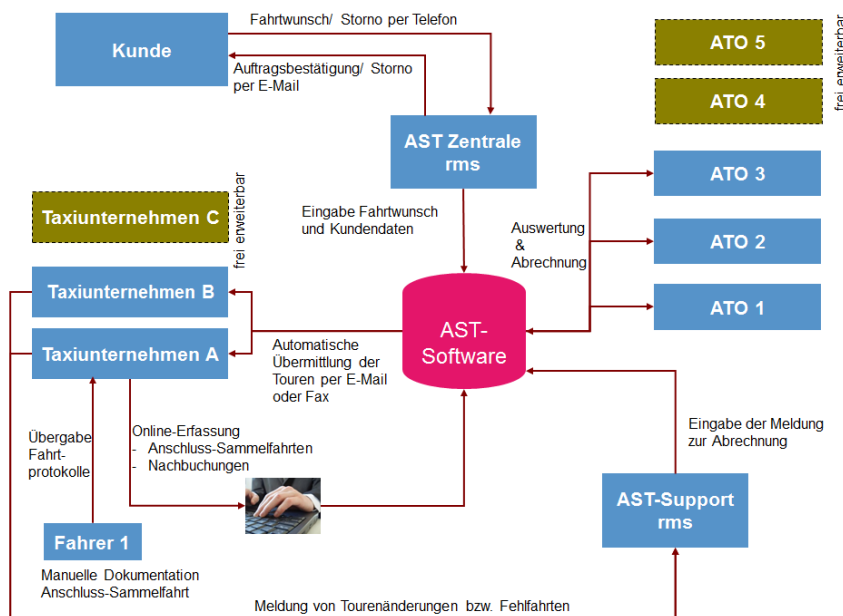 Fahrtwunsch/ Storno per Telefon
Kunde
Auftragsbestätigung/ Storno
per E-Mail
ATO 5
ATO 4
frei erweiterbar
AST Zentrale
rms
ATO 3
Taxiunternehmen C
frei erweiterbar
Eingabe Fahrtwunsch
und Kundendaten
Auswertung
&
Abrechnung
ATO 2
Taxiunternehmen B
ATO 1
Taxiunternehmen A
AST-
Software
Automatische
Übermittlung der
Touren per E-Mail
oder Fax
Übergabe
Fahrt-
protokolle
Online-Erfassung
- Anschluss-Sammelfahrten
- Nachbuchungen
Eingabe der Meldung
zur Abrechnung
AST-Support
rms
Fahrer 1
Manuelle Dokumentation
Anschluss-Sammelfahrt
Meldung von Tourenänderungen bzw. Fehlfahrten